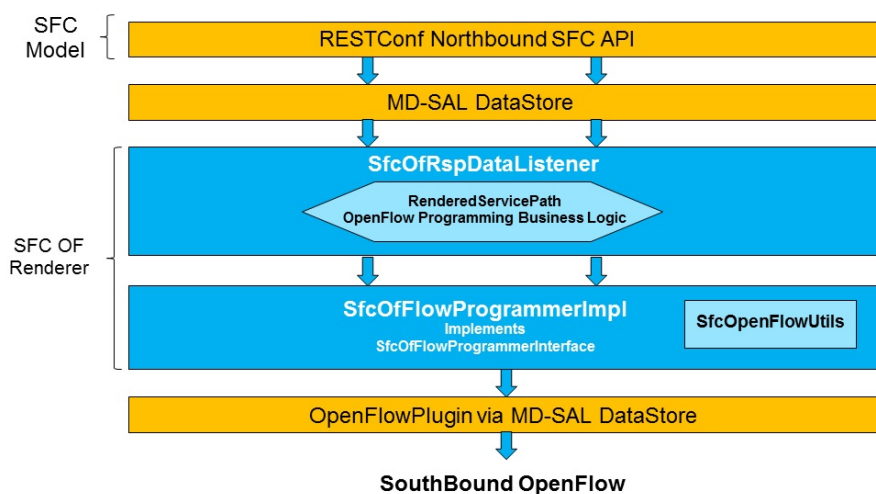 SFC
Model
RESTConf Northbound SFC API
MD-SAL DataStore
SfcOfRspDataListener
RenderedServicePath
OpenFlow Programming Business Logic
SFC OF
Renderer
SfcOfFlowProgrammerImpl
Implements
SfcOfFlowProgrammerInterface
SfcOpenFlowUtils
OpenFlowPlugin via MD-SAL DataStore
SouthBound OpenFlow